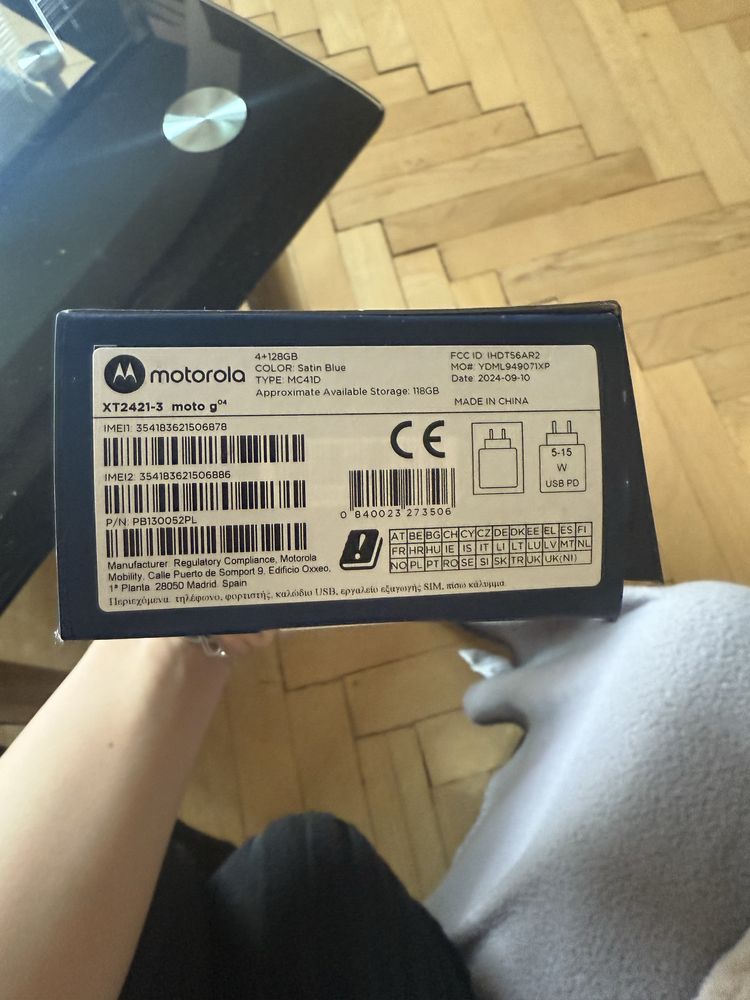 motorola
4+128GB
COLOR: Satin Blue
TYPE: MC41D
Approximate Available Storage: 118GB
FCC ID: IHDT56AR2
MO#: YDML949071XP
Date: 2024-09-10
MADE IN CHINA
XT2421-3 moto g04
IMEI1: 354183621506878
IMEI2: 354183621506886
P/N: PB130052PL
CE
0 840023 273506
5-15
W
USB PD
AT BE BG CH CY CZ DE DK EE EL ES FI
FR HR HU IE IS IT LI LT LU LV MT NL
NO PL PT RO SE SI SK TR UK UK(NI)
Manufacturer: Regulatory Compliance, Motorola
Mobility, Calle Puerto de Somport 9, Edificio Oxxeo,
1ª Planta 28050 Madrid. Spain
Περιεχόμενα τηλέφωνο, φορτιστής, καλώδιο USB, εργαλείο εξαγωγής SIM, πίσω κάλυμμα